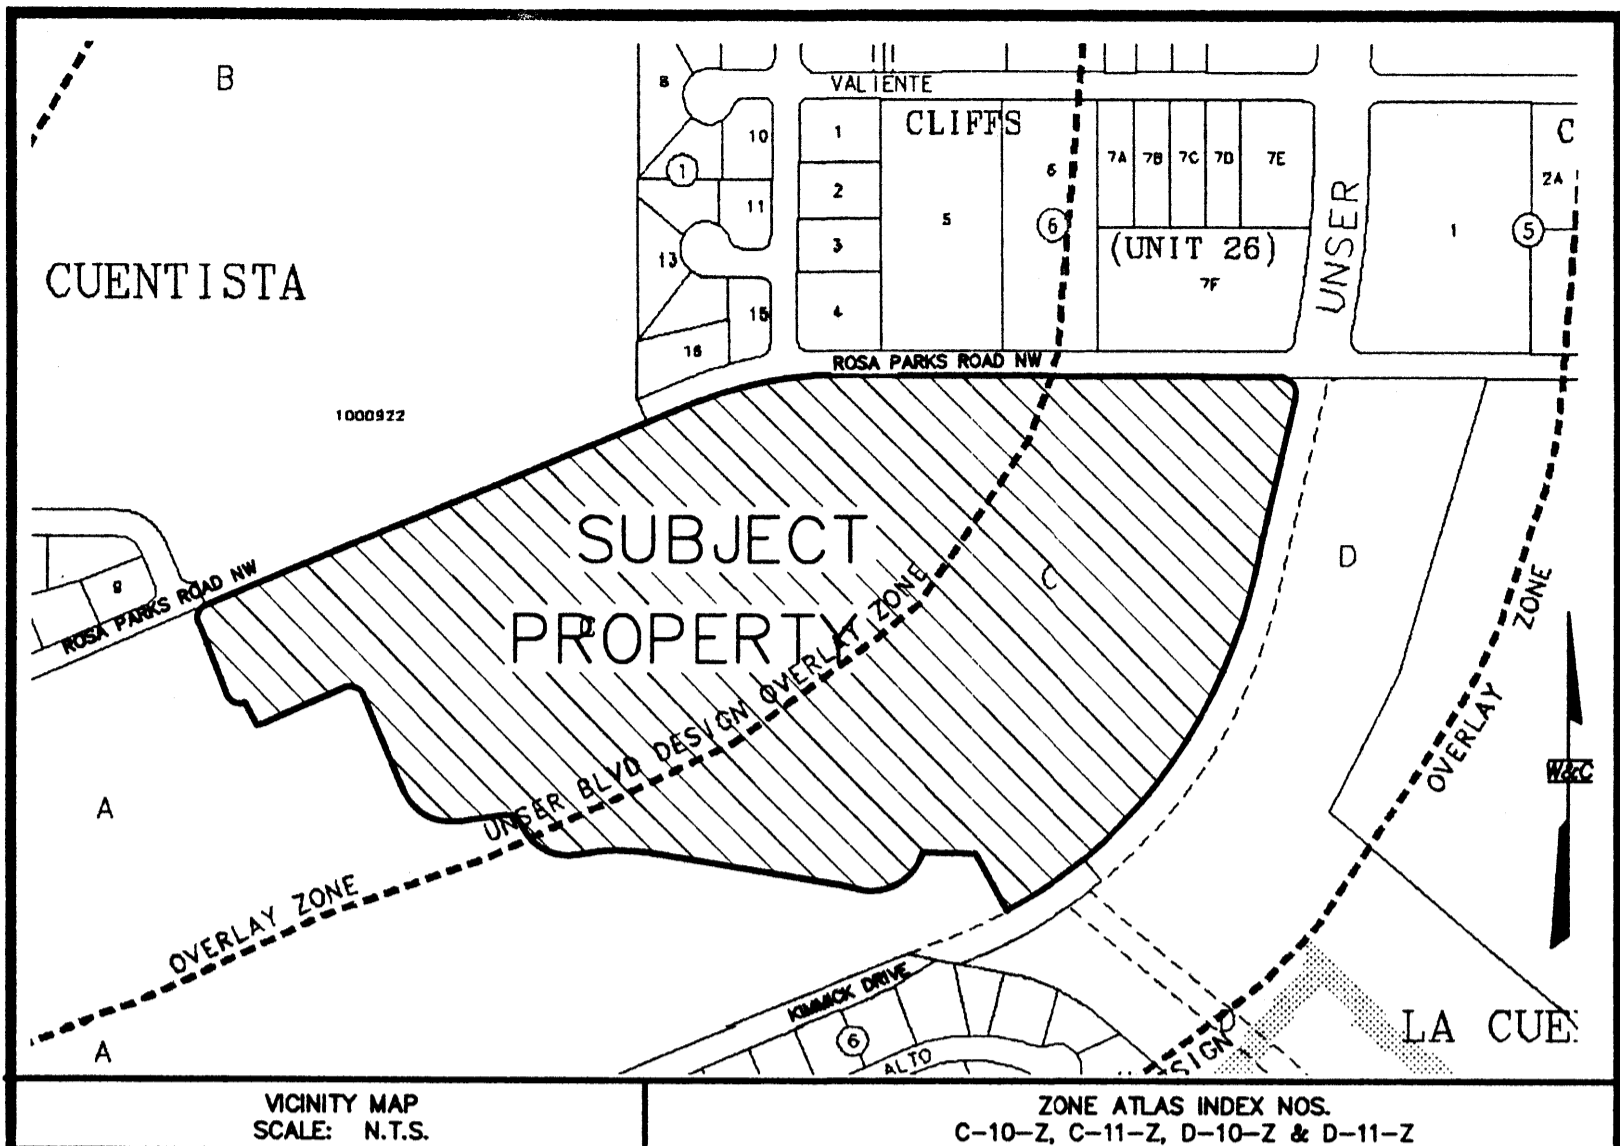 B
8
VALIENTE
CLIFFS
C
10
1
1
6
7A
7B
7C
7D
7E
2A
1
2
11
5
6
UNSER
1
5
3
(UNIT 26)
13
7F
CUENTISTA
15
4
16
ROSA PARKS ROAD NW
1000922
SUBJECT
D
C
9
ROSA PARKS ROAD NW
PROPERTY
C
UNSER BLVD DESIGN OVERLAY ZONE
OVERLAY ZONE
W&C
A
OVERLAY ZONE
KIMMICK DRIVE
6
ALTO
D
SIGN
LA CUE
A
VICINITY MAP
SCALE: N.T.S.
ZONE ATLAS INDEX NOS.
C-10-Z, C-11-Z, D-10-Z & D-11-Z